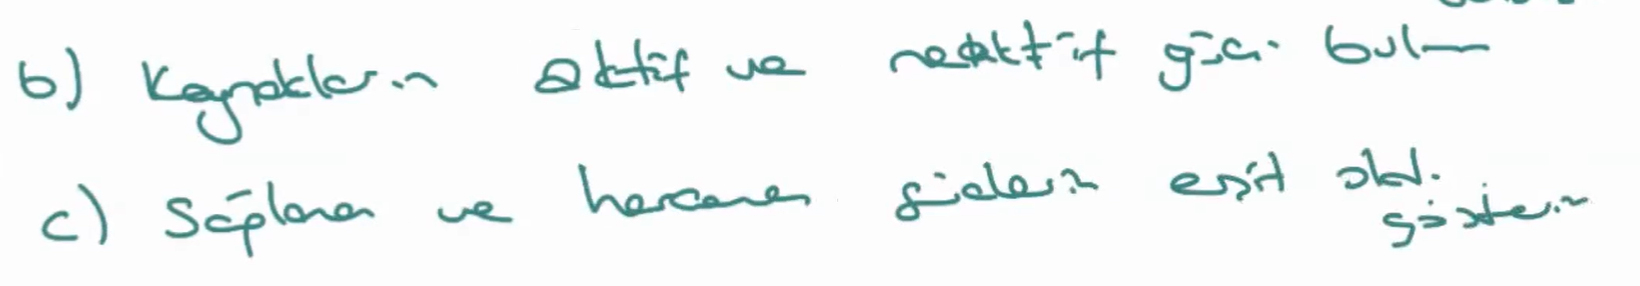 b) Kaynakların aktif ve reaktif gücü bulun
c) Sağlanan ve harcanan güçlerin eşit old. gösterin